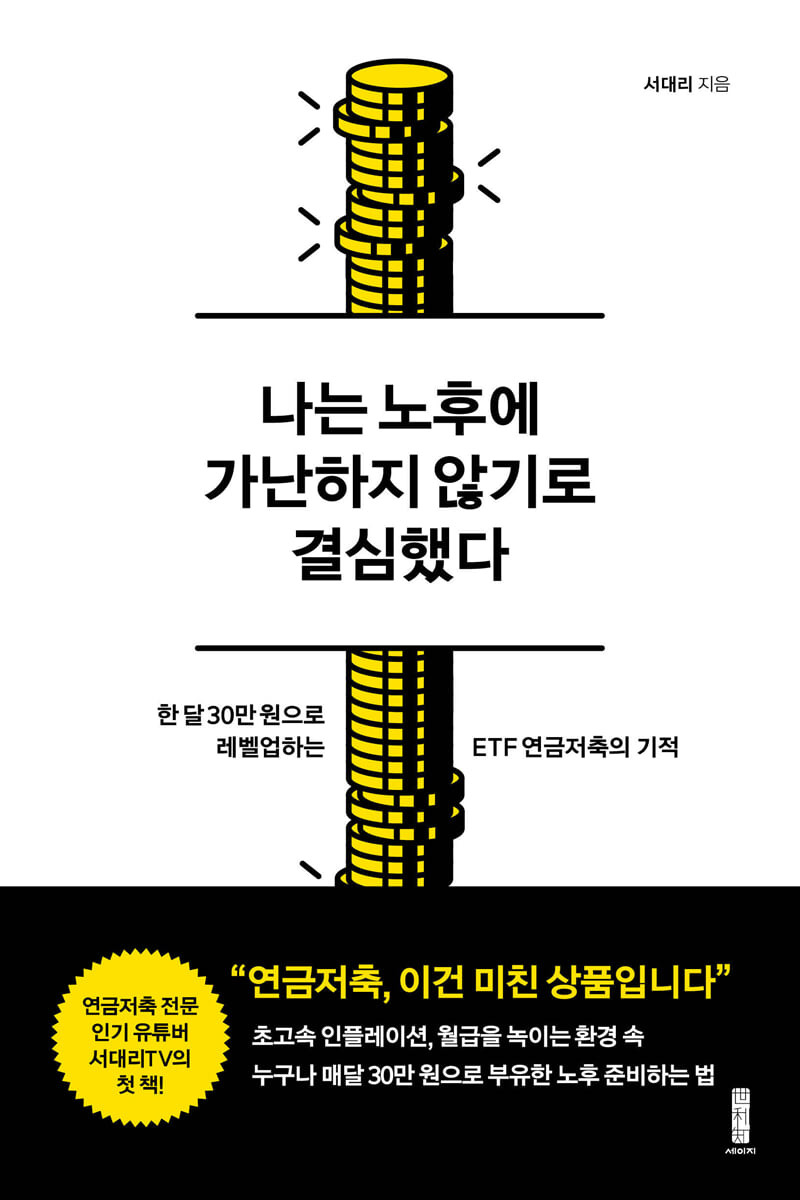 서대리 지음
나는 노후에
가난하지 않기로
결심했다
한 달 30만 원으로
레벨업하는
ETF 연금저축의 기적
연금저축 전문
인기 유튜버
서대리TV의
첫 책!
“연금저축, 이건 미친 상품입니다”
초고속 인플레이션, 월급을 녹이는 환경 속
누구나 매달 30만 원으로 부유한 노후 준비하는 법
世利知
세이지